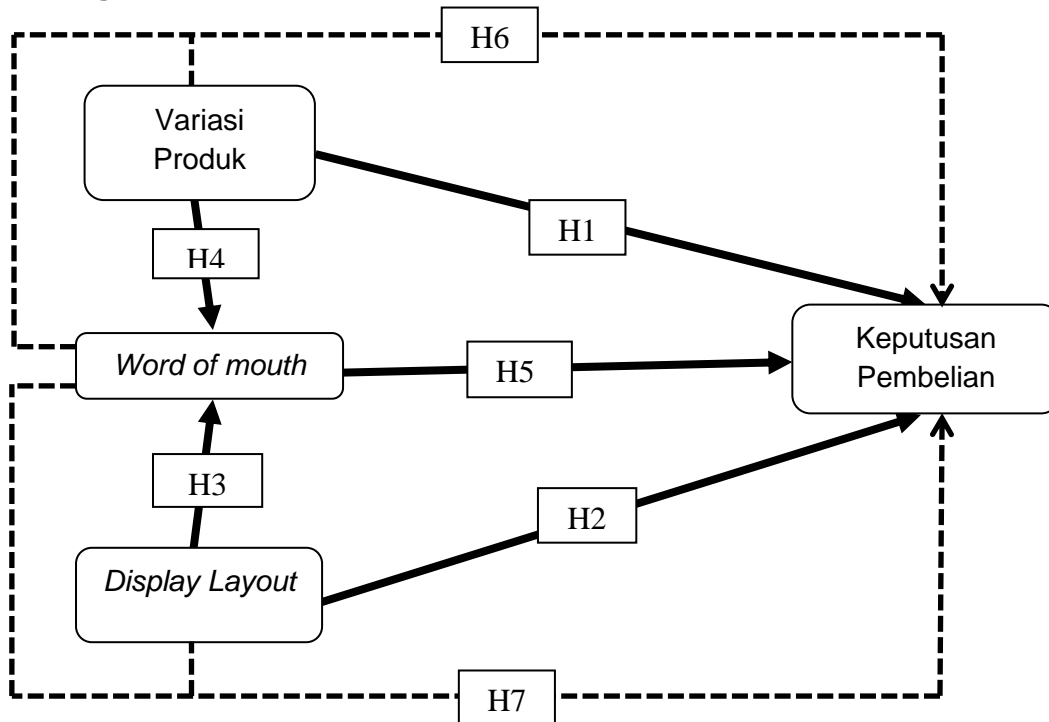 H6
Variasi
Produk
H1
H4
Keputusan
Pembelian
Word of mouth
H5
H3
H2
Display Layout
H7